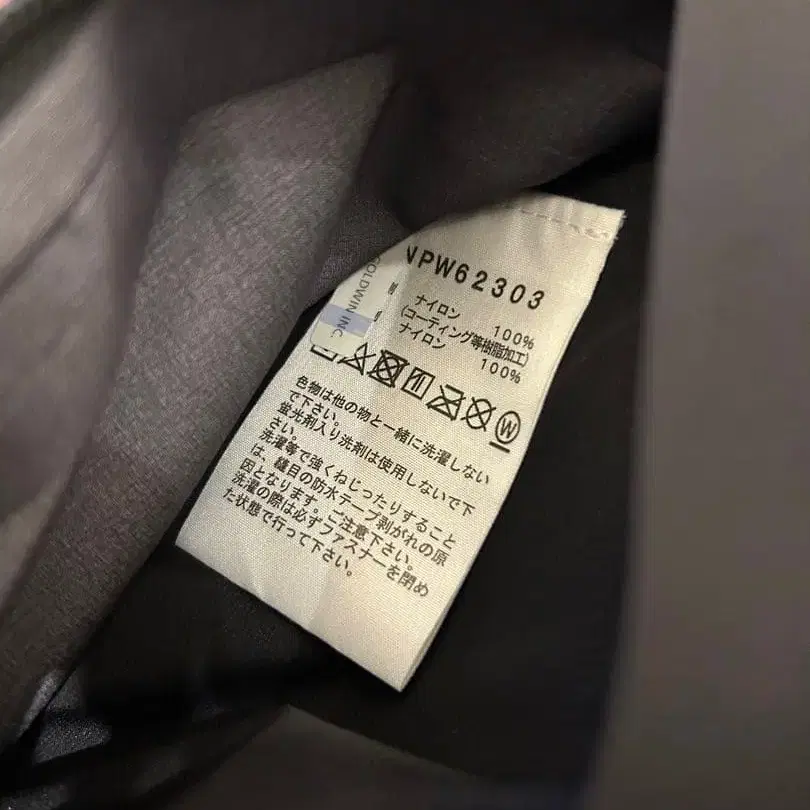 NPW62303
ナイロン 100%
(コーティング等樹脂加工)
ナイロン 100%
GOLDWIN INC.
W
色物は他の物と一緒に洗濯しない
で下さい。
蛍光剤入り洗剤は使用しないで下
さい。
洗濯等で強くねじったりすること
は、縫目の防水テープ剥がれの原
因となります。ご注意下さい。
洗濯の際は必ずファスナーを閉め
た状態で行って下さい。